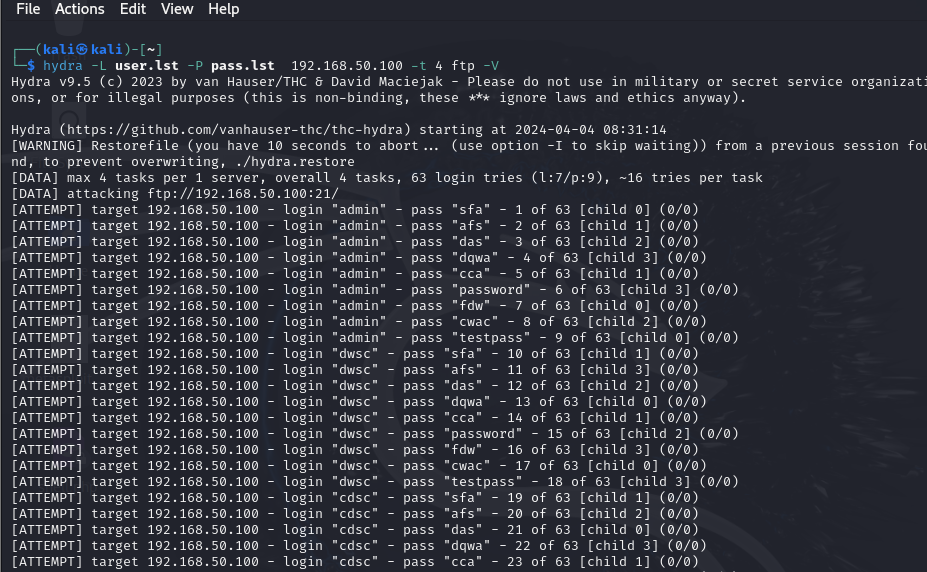 File Actions Edit View Help
┌──(kali㉿kali)-[~]
└─$ hydra -L user.lst -P pass.lst  192.168.50.100 -t 4 ftp -V
Hydra v9.5 (c) 2023 by van Hauser/THC & David Maciejak - Please do not use in military or secret service organizati
ons, or for illegal purposes (this is non-binding, these *** ignore laws and ethics anyway).
Hydra (https://github.com/vanhauser-thc/thc-hydra) starting at 2024-04-04 08:31:14
[WARNING] Restorefile (you have 10 seconds to abort... (use option -I to skip waiting)) from a previous session fou
nd, to prevent overwriting, ./hydra.restore
[DATA] max 4 tasks per 1 server, overall 4 tasks, 63 login tries (l:7/p:9), ~16 tries per task
[DATA] attacking ftp://192.168.50.100:21/
[ATTEMPT] target 192.168.50.100 - login "admin" - pass "sfa" - 1 of 63 [child 0] (0/0)
[ATTEMPT] target 192.168.50.100 - login "admin" - pass "afs" - 2 of 63 [child 1] (0/0)
[ATTEMPT] target 192.168.50.100 - login "admin" - pass "das" - 3 of 63 [child 2] (0/0)
[ATTEMPT] target 192.168.50.100 - login "admin" - pass "dqwa" - 4 of 63 [child 3] (0/0)
[ATTEMPT] target 192.168.50.100 - login "admin" - pass "cca" - 5 of 63 [child 1] (0/0)
[ATTEMPT] target 192.168.50.100 - login "admin" - pass "password" - 6 of 63 [child 3] (0/0)
[ATTEMPT] target 192.168.50.100 - login "admin" - pass "fdw" - 7 of 63 [child 0] (0/0)
[ATTEMPT] target 192.168.50.100 - login "admin" - pass "cwac" - 8 of 63 [child 2] (0/0)
[ATTEMPT] target 192.168.50.100 - login "admin" - pass "testpass" - 9 of 63 [child 0] (0/0)
[ATTEMPT] target 192.168.50.100 - login "dwsc" - pass "sfa" - 10 of 63 [child 1] (0/0)
[ATTEMPT] target 192.168.50.100 - login "dwsc" - pass "afs" - 11 of 63 [child 3] (0/0)
[ATTEMPT] target 192.168.50.100 - login "dwsc" - pass "das" - 12 of 63 [child 2] (0/0)
[ATTEMPT] target 192.168.50.100 - login "dwsc" - pass "dqwa" - 13 of 63 [child 0] (0/0)
[ATTEMPT] target 192.168.50.100 - login "dwsc" - pass "cca" - 14 of 63 [child 1] (0/0)
[ATTEMPT] target 192.168.50.100 - login "dwsc" - pass "password" - 15 of 63 [child 2] (0/0)
[ATTEMPT] target 192.168.50.100 - login "dwsc" - pass "fdw" - 16 of 63 [child 3] (0/0)
[ATTEMPT] target 192.168.50.100 - login "dwsc" - pass "cwac" - 17 of 63 [child 0] (0/0)
[ATTEMPT] target 192.168.50.100 - login "dwsc" - pass "testpass" - 18 of 63 [child 3] (0/0)
[ATTEMPT] target 192.168.50.100 - login "cdsc" - pass "sfa" - 19 of 63 [child 1] (0/0)
[ATTEMPT] target 192.168.50.100 - login "cdsc" - pass "afs" - 20 of 63 [child 2] (0/0)
[ATTEMPT] target 192.168.50.100 - login "cdsc" - pass "das" - 21 of 63 [child 0] (0/0)
[ATTEMPT] target 192.168.50.100 - login "cdsc" - pass "dqwa" - 22 of 63 [child 3] (0/0)
[ATTEMPT] target 192.168.50.100 - login "cdsc" - pass "cca" - 23 of 63 [child 1] (0/0)